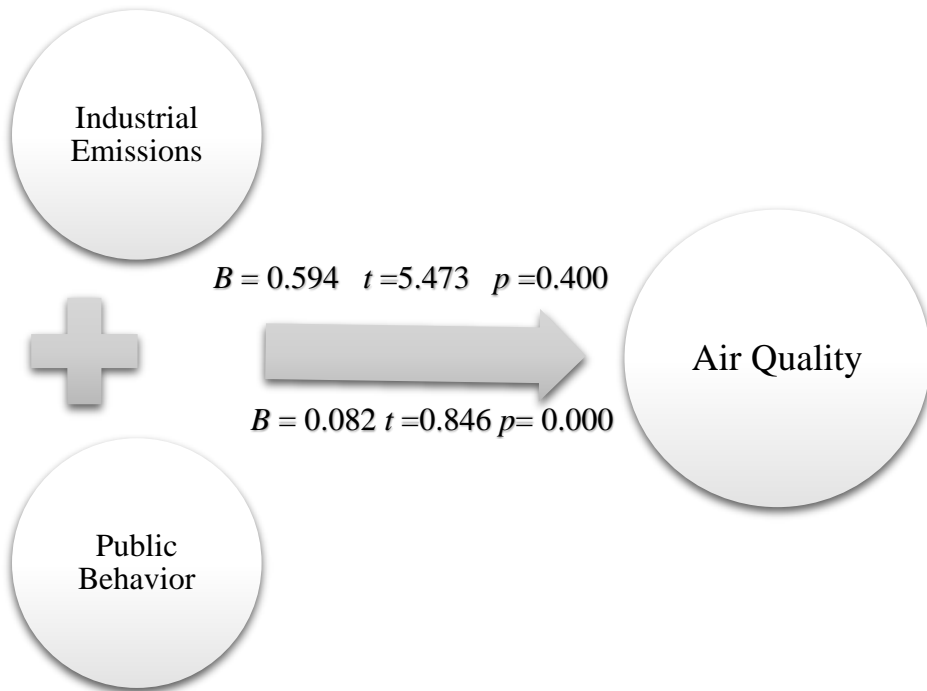 Industrial
Emissions
B = 0.594 t =5.473 p =0.400
Air Quality
B = 0.082 t =0.846 p= 0.000
Public
Behavior